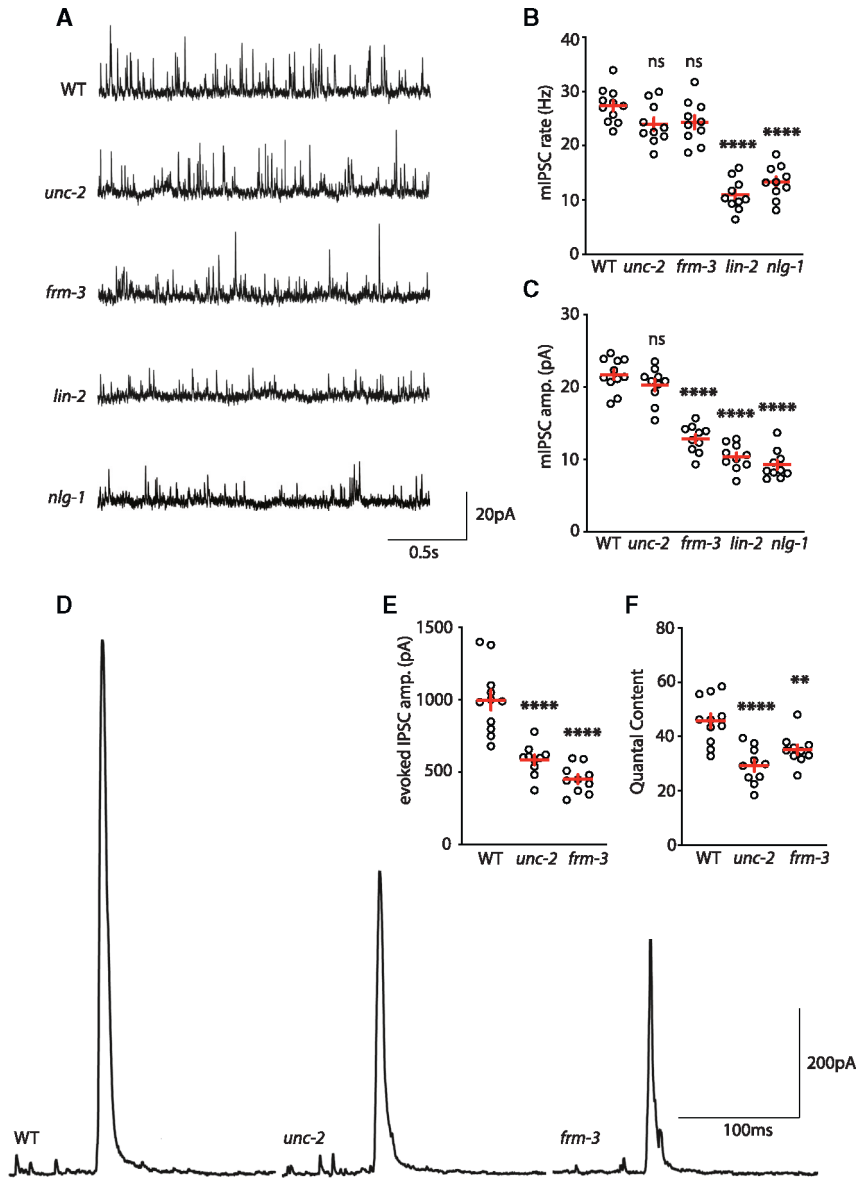 A
WT
unc-2
frm-3
lin-2
nlg-1
20pA
0.5s
B
mIPSC rate (Hz)
40
30
20
10
0
ns
ns
****
****
WT unc-2 frm-3 lin-2 nlg-1
C
mIPSC amp. (pA)
30
20
10
0
ns
****
****
****
WT unc-2 frm-3 lin-2 nlg-1
D
WT
unc-2
frm-3
200pA
100ms
E
evoked IPSC amp. (pA)
1500
1000
500
0
****
****
WT unc-2 frm-3
F
Quantal Content
80
60
40
20
0
****
**
WT unc-2 frm-3